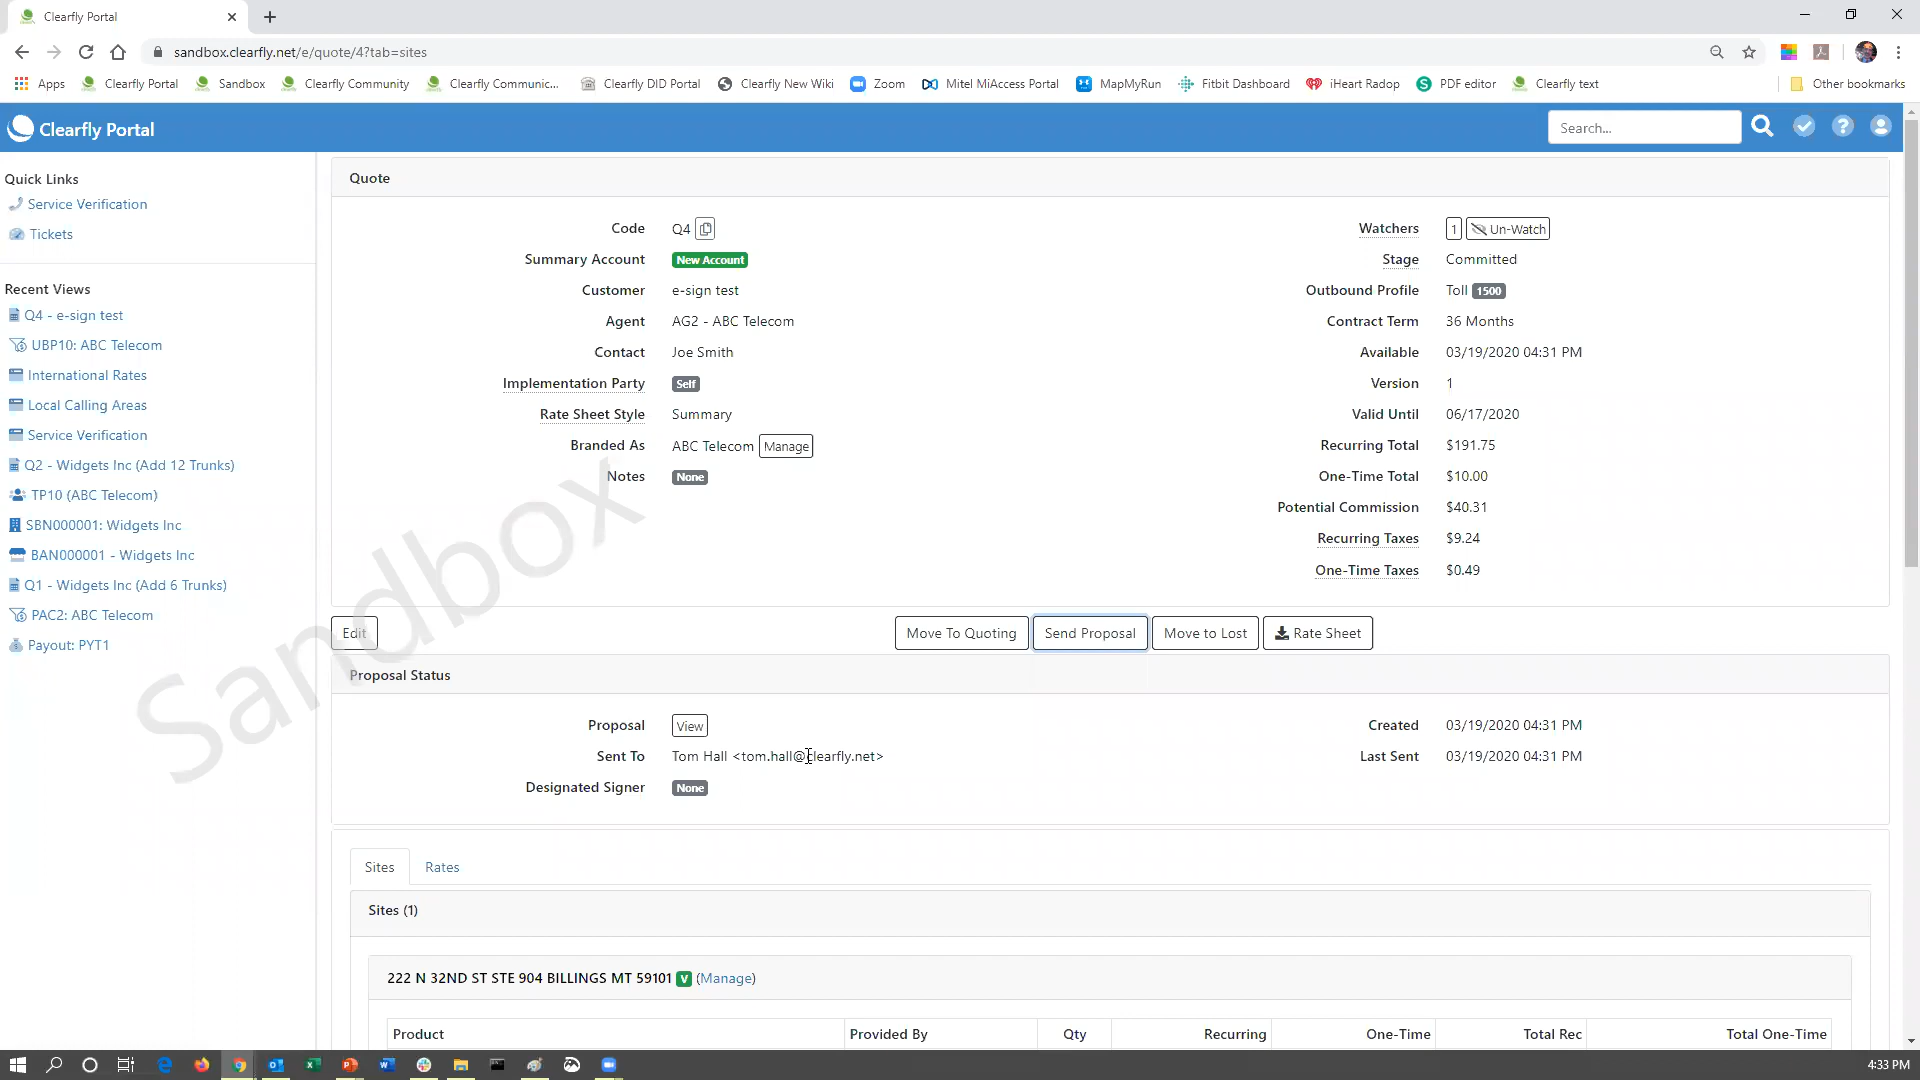 Clearfly Portal
sandbox.clearfly.net/e/quote/4?tab=sites
Apps Clearfly Portal Sandbox Clearfly Community Clearfly Communic... Clearfly DID Portal Clearfly New Wiki Zoom Mitel MiAccess Portal MapMyRun Fitbit Dashboard iHeart Radop PDF editor Clearfly text Other bookmarks
Clearfly Portal Search...
Quick Links
Service Verification
Tickets
Recent Views
Q4 - e-sign test
UBP10: ABC Telecom
International Rates
Local Calling Areas
Service Verification
Q2 - Widgets Inc (Add 12 Trunks)
TP10 (ABC Telecom)
SBN000001: Widgets Inc
BAN000001 - Widgets Inc
Q1 - Widgets Inc (Add 6 Trunks)
PAC2: ABC Telecom
Payout: PYT1
Quote
Code Q4
Summary Account New Account
Customer e-sign test
Agent AG2 - ABC Telecom
Contact Joe Smith
Implementation Party Self
Rate Sheet Style Summary
Branded As ABC Telecom Manage
Notes None
Watchers 1 Un-Watch
Stage Committed
Outbound Profile Toll 1500
Contract Term 36 Months
Available 03/19/2020 04:31 PM
Version 1
Valid Until 06/17/2020
Recurring Total $191.75
One-Time Total $10.00
Potential Commission $40.31
Recurring Taxes $9.24
One-Time Taxes $0.49
Sandbox
Edit Move To Quoting Send Proposal Move to Lost Rate Sheet
Proposal Status
Proposal View
Sent To Tom Hall <tom.hall@clearfly.net>
Designated Signer None
Created 03/19/2020 04:31 PM
Last Sent 03/19/2020 04:31 PM
Sites Rates
Sites (1)
222 N 32ND ST STE 904 BILLINGS MT 59101 V (Manage)
Product Provided By Qty Recurring One-Time Total Rec Total One-Time
4:33 PM